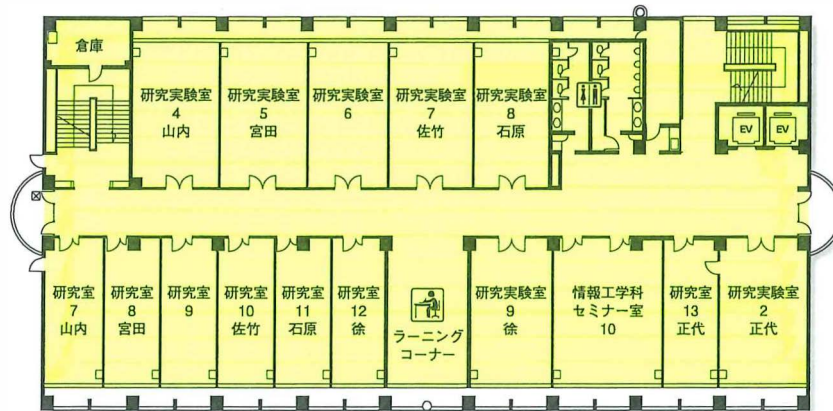 倉庫
研究実験室
4
山内
研究実験室
5
宮田
研究実験室
6
研究実験室
7
佐竹
研究実験室
8
石原
EV
EV
研究室
7
山内
研究室
8
宮田
研究室
9
研究室
10
佐竹
研究室
11
石原
研究室
12
徐
ラーニング
コーナー
研究実験室
9
徐
情報工学科
セミナー室
10
研究室
13
正代
研究実験室
2
正代